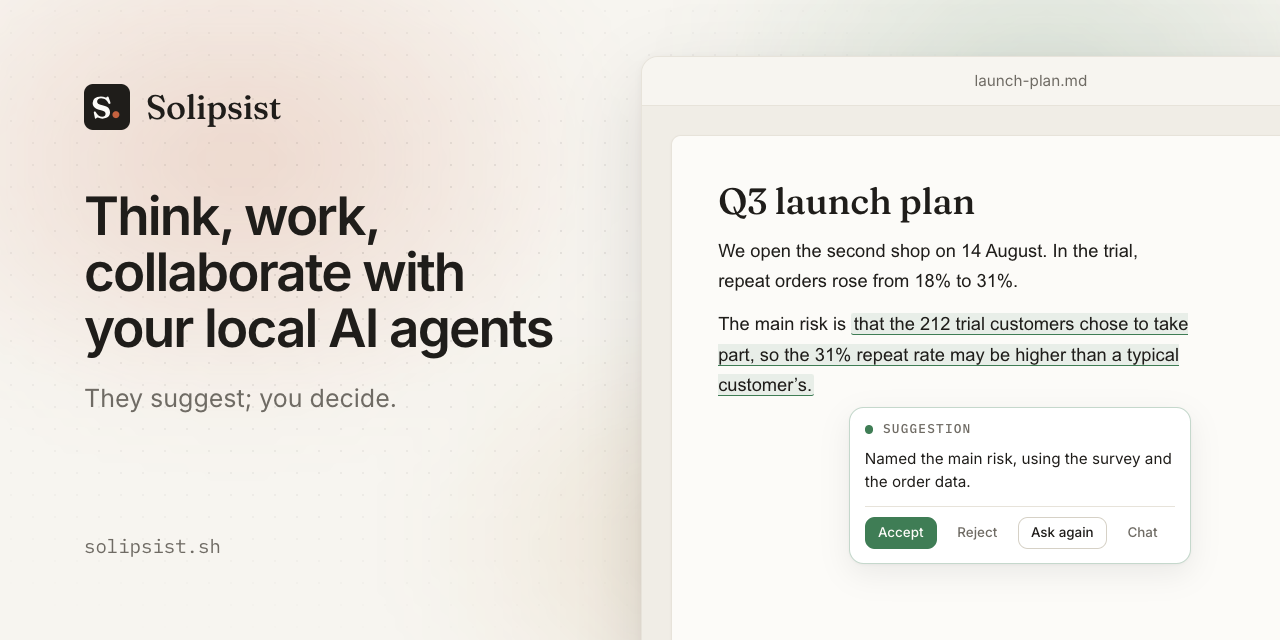 S.
Solipsist
Think, work,
collaborate with
your local AI agents
They suggest; you decide.
solipsist.sh
launch-plan.md
Q3 launch plan
We open the second shop on 14 August. In the trial,
repeat orders rose from 18% to 31%.
The main risk is that the 212 trial customers chose to take
part, so the 31% repeat rate may be higher than a typical
customer’s.
SUGGESTION
Named the main risk, using the survey and
the order data.
Accept Reject Ask again Chat